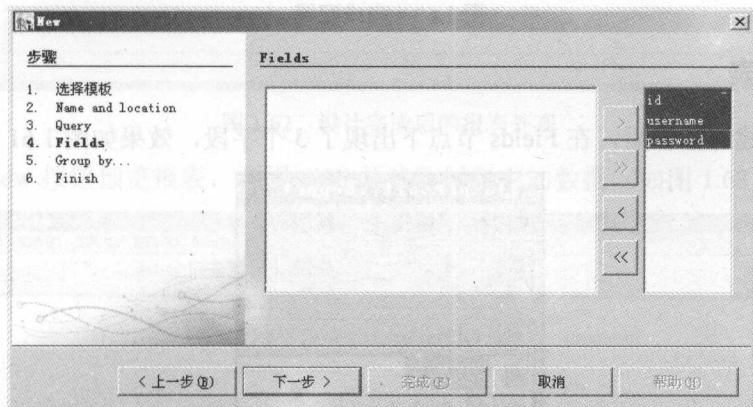 New
步骤
Fields
1. 选择模板
2. Name and location
3. Query
4. Fields
5. Group by...
6. Finish
id
username
password
>
>>
<
<<
< 上一步(B)
下一步 >
完成(F)
取消
帮助(H)